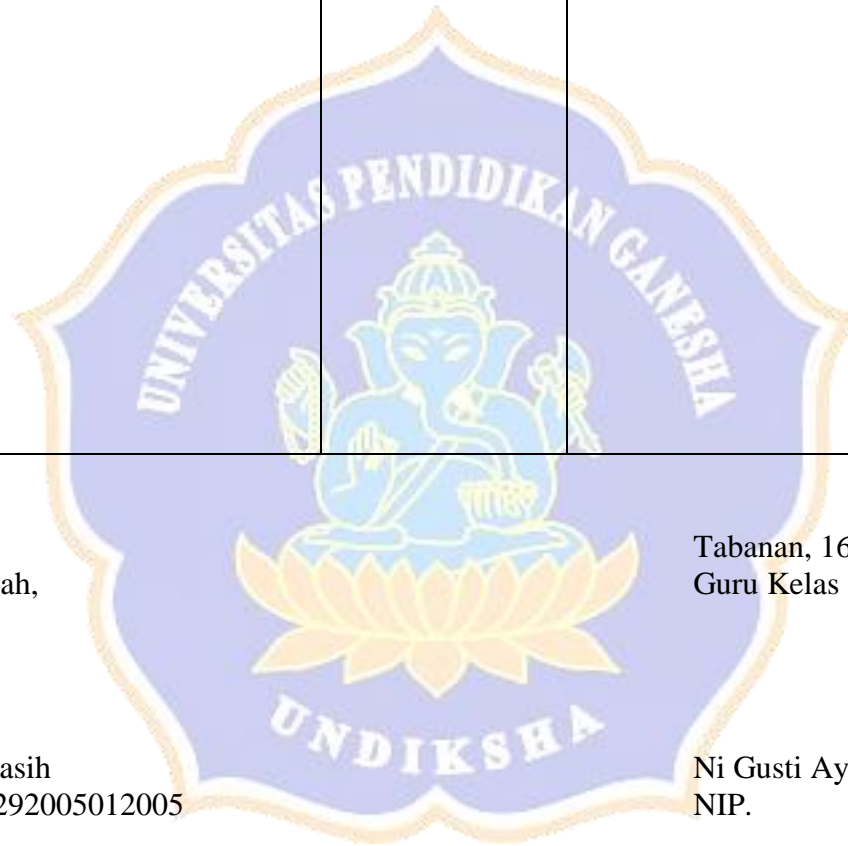 UNIVERSITAS PENDIDIKAN GANESHA
Tabanan, 16
ah,
Guru Kelas
UNDIKSHA
asih
Ni Gusti Ay
292005012005
NIP.